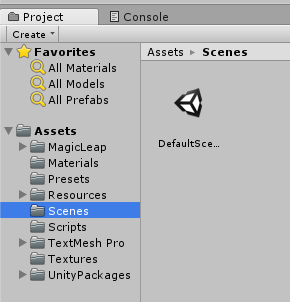 Project
Console
Create
Favorites
All Materials
All Models
All Prefabs
Assets
MagicLeap
Materials
Presets
Resources
Scenes
Scripts
TextMesh Pro
Textures
UnityPackages
Assets Scenes
DefaultSce...